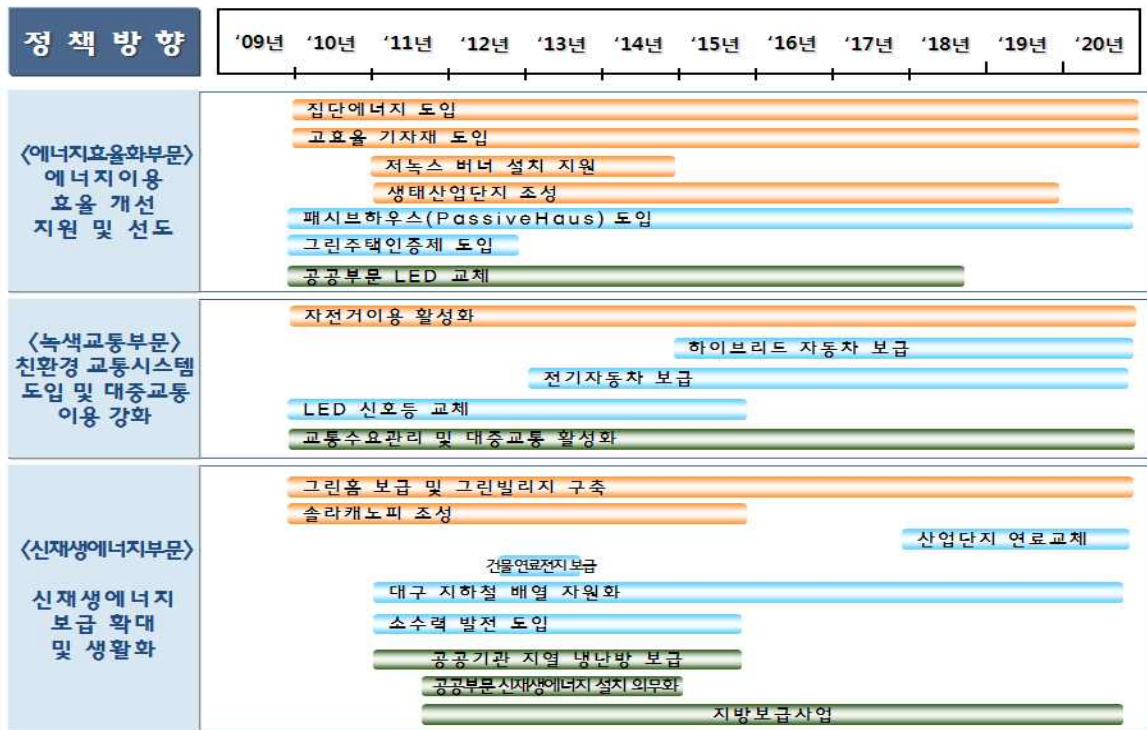 정 책 방 향
‘09년 ‘10년 ‘11년 ‘12년 ‘13년 ‘14년 ‘15년 ‘16년 ‘17년 ‘18년 ‘19년 ‘20년
〈에너지효율화부문〉
에너지이용
효율 개선
지원 및 선도
집단에너지 도입
고효율 기자재 도입
저녹스 버너 설치 지원
생태산업단지 조성
패시브하우스(PassiveHaus) 도입
그린주택인증제 도입
공공부문 LED 교체
〈녹색교통부문〉
친환경 교통시스템
도입 및 대중교통
이용 강화
자전거이용 활성화
하이브리드 자동차 보급
전기자동차 보급
LED 신호등 교체
교통수요관리 및 대중교통 활성화
〈신재생에너지부문〉
신재생에너지
보급 확대
및 생활화
그린홈 보급 및 그린빌리지 구축
솔라캐노피 조성
산업단지 연료교체
건물연료전지 보급
대구 지하철 배열 자원화
소수력 발전 도입
공공기관 지열 냉난방 보급
공공부문 신재생에너지 설치 의무화
지방보급사업